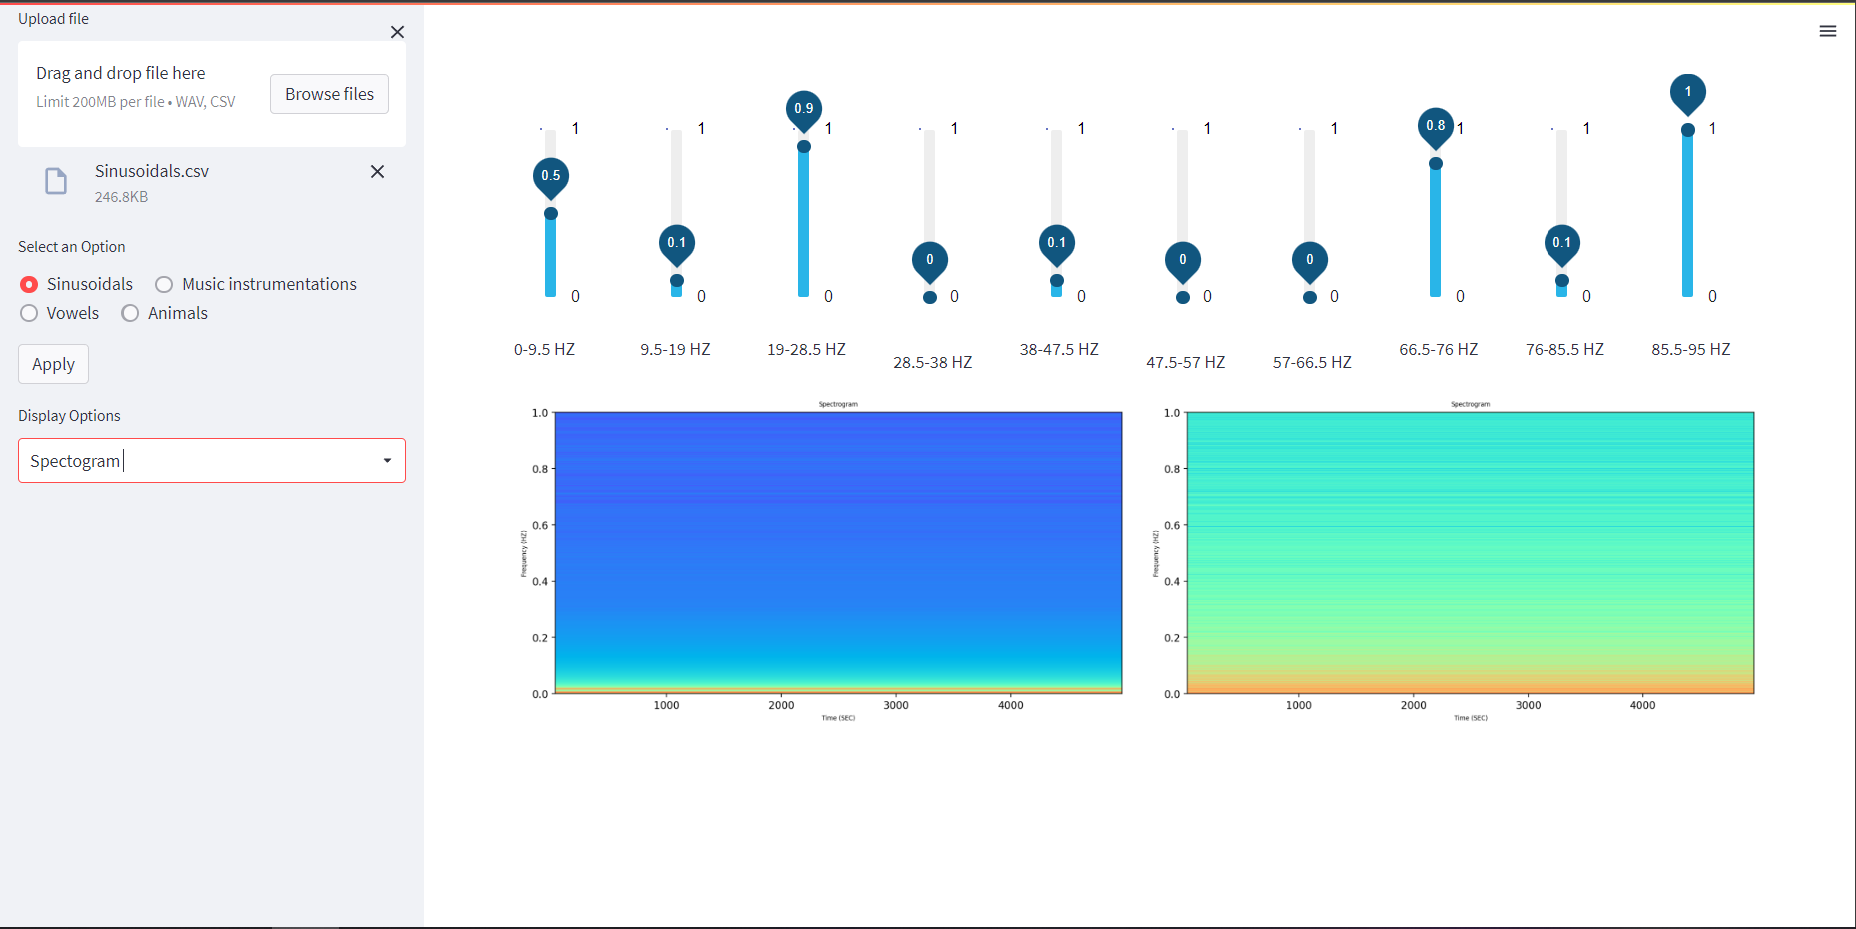 Upload file
Drag and drop file here
Limit 200MB per file • WAV, CSV
Browse files
Sinusoidals.csv
246.8KB
Select an Option
Sinusoidals Music instrumentations
Vowels Animals
Apply
Display Options
Spectogram
1 1 1 1 1 1 1 1 1 1
0.5 0.1 0.9 0 0.1 0 0 0.8 0.1 1
0 0 0 0 0 0 0 0 0 0
0-9.5 HZ 9.5-19 HZ 19-28.5 HZ 28.5-38 HZ 38-47.5 HZ 47.5-57 HZ 57-66.5 HZ 66.5-76 HZ 76-85.5 HZ 85.5-95 HZ
Spectrogram
Frequency (HZ)
1.0
0.8
0.6
0.4
0.2
0.0
1000 2000 3000 4000
Time (SEC)
Spectrogram
Frequency (HZ)
1.0
0.8
0.6
0.4
0.2
0.0
1000 2000 3000 4000
Time (SEC)